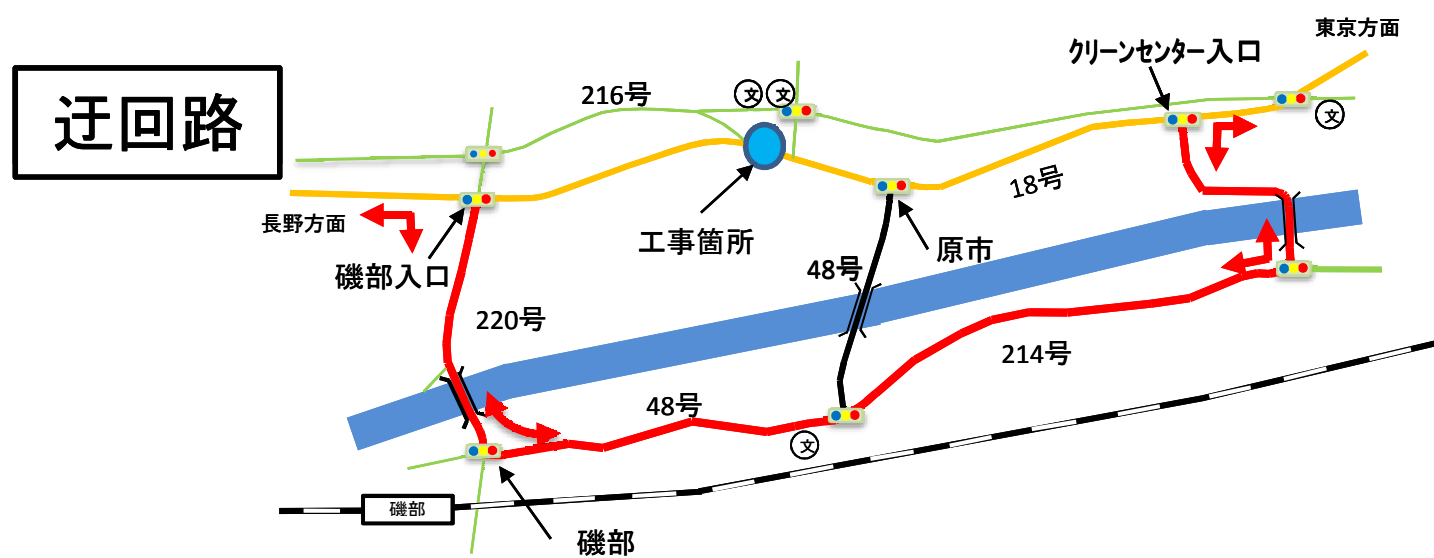 東京方面
クリーンセンター入口
迂回路
216号
文
文
文
18号
長野方面
工事箇所
原市
磯部入口
48号
220号
214号
48号
文
磯部
磯部